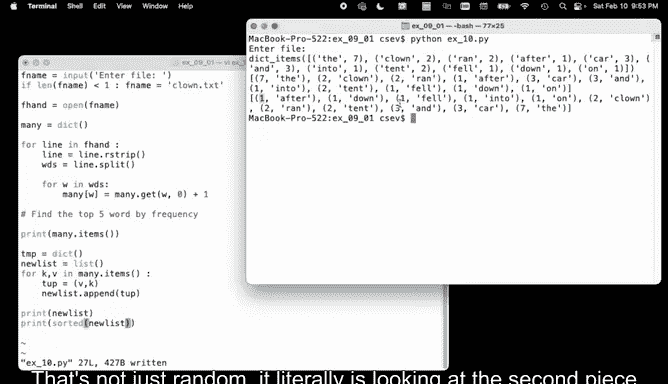 Terminal Shell Edit View Window Help
Sat Feb 10 9:53 PM
ex_09_01 — -bash — 77×25
MacBook-Pro-522:ex_09_01 csev$ python ex_10.py
Enter file:
dict_items([('the', 7), ('clown', 2), ('ran', 2), ('after', 1), ('car', 3), (
'and', 3), ('into', 1), ('tent', 2), ('fell', 1), ('down', 1), ('on', 1)])
[(7, 'the'), (2, 'clown'), (2, 'ran'), (1, 'after'), (3, 'car'), (3, 'and'),
(1, 'into'), (2, 'tent'), (1, 'fell'), (1, 'down'), (1, 'on')]
[(1, 'after'), (1, 'down'), (1, 'fell'), (1, 'into'), (1, 'on'), (2, 'clown')
, (2, 'ran'), (2, 'tent'), (3, 'and'), (3, 'car'), (7, 'the')]
MacBook-Pro-522:ex_09_01 csev$
fname = input('Enter file: ')
if len(fname) < 1 : fname = 'clown.txt'
fhand = open(fname)
many = dict()
for line in fhand :
line = line.rstrip()
wds = line.split()
for w in wds:
many[w] = many.get(w, 0) + 1
# Find the top 5 word by frequency
print(many.items())
tmp = dict()
newlist = list()
for k,v in many.items() :
tup = (v,k)
newlist.append(tup)
print(newlist)
print(sorted(newlist))
~
~
"ex_10.py" 27L, 427B written
That's not just random, it literally is looking at the second piece